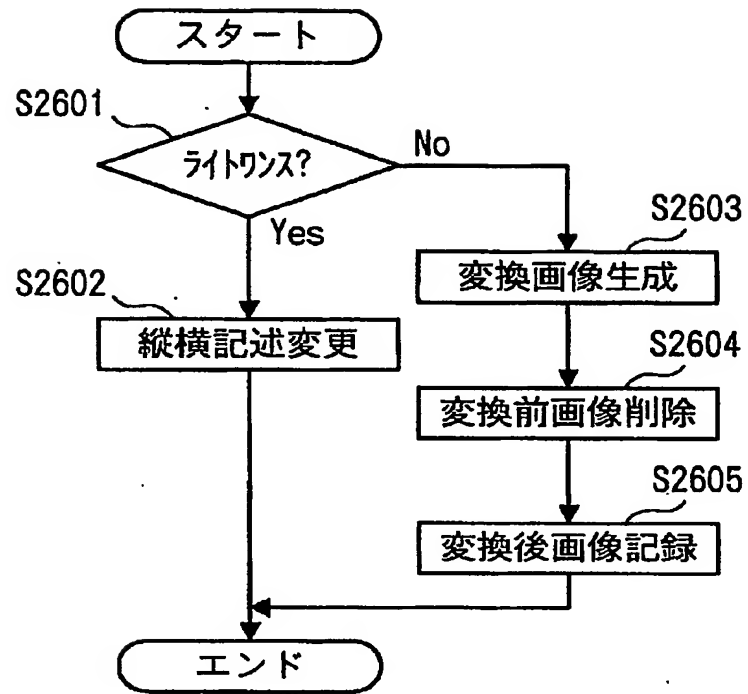 スタート
S2601
ライトワンス?
No
Yes
S2603
変換画像生成
S2602
縦横記述変更
S2604
変換前画像削除
S2605
変換後画像記録
エンド